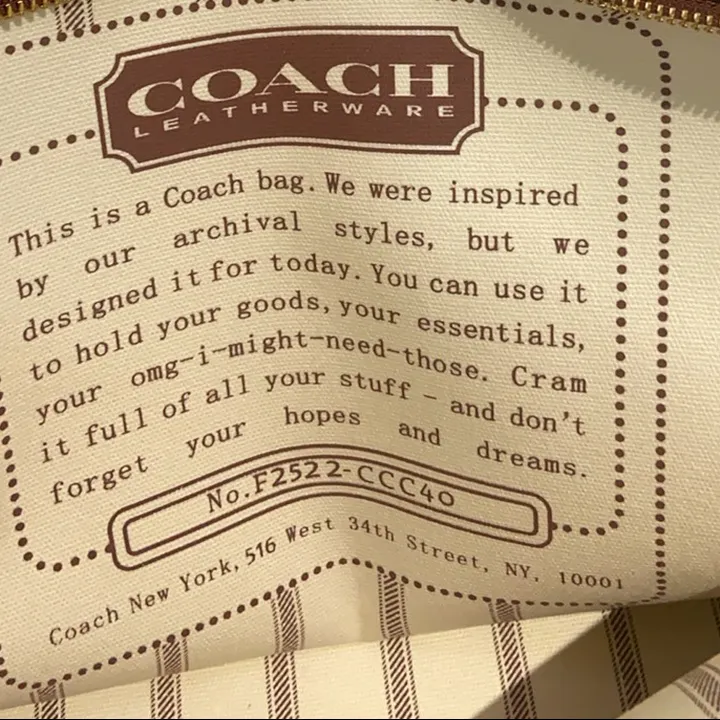 COACH
LEATHERWARE
This is a Coach bag. We were inspired
by our archival styles, but we
designed it for today. You can use it
to hold your goods, your essentials,
your omg-i-might-need-those. Cram
it full of all your stuff – and don't
forget your hopes and dreams.
No.F2522-CCC40
Coach New York, 516 West 34th Street, NY, 10001